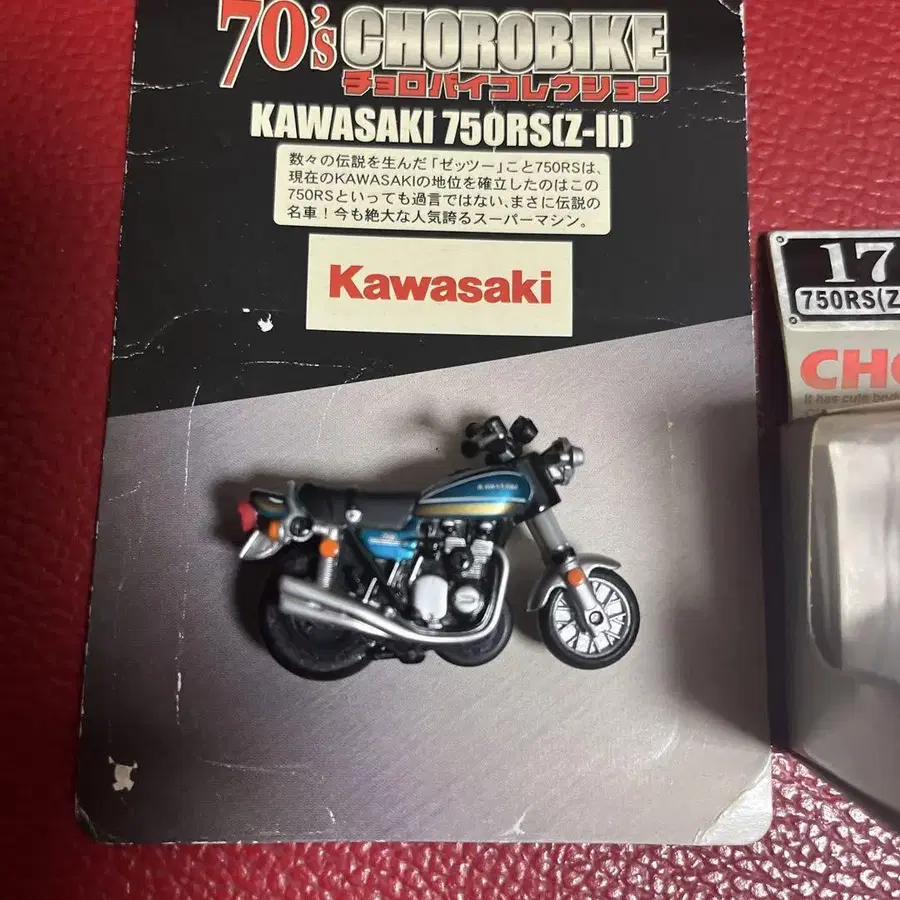 70's CHOROBIKE
チョロバイコレクション
KAWASAKI 750RS(Z-II)
数々の伝説を生んだ「ゼッツー」こと750RSは、
現在のKAWASAKIの地位を確立したのはこの
750RSといっても過言ではない、まさに伝説の
名車！今も絶大な人気誇るスーパーマシン。
Kawasaki
17
750RS(Z
CHO
It has cute body